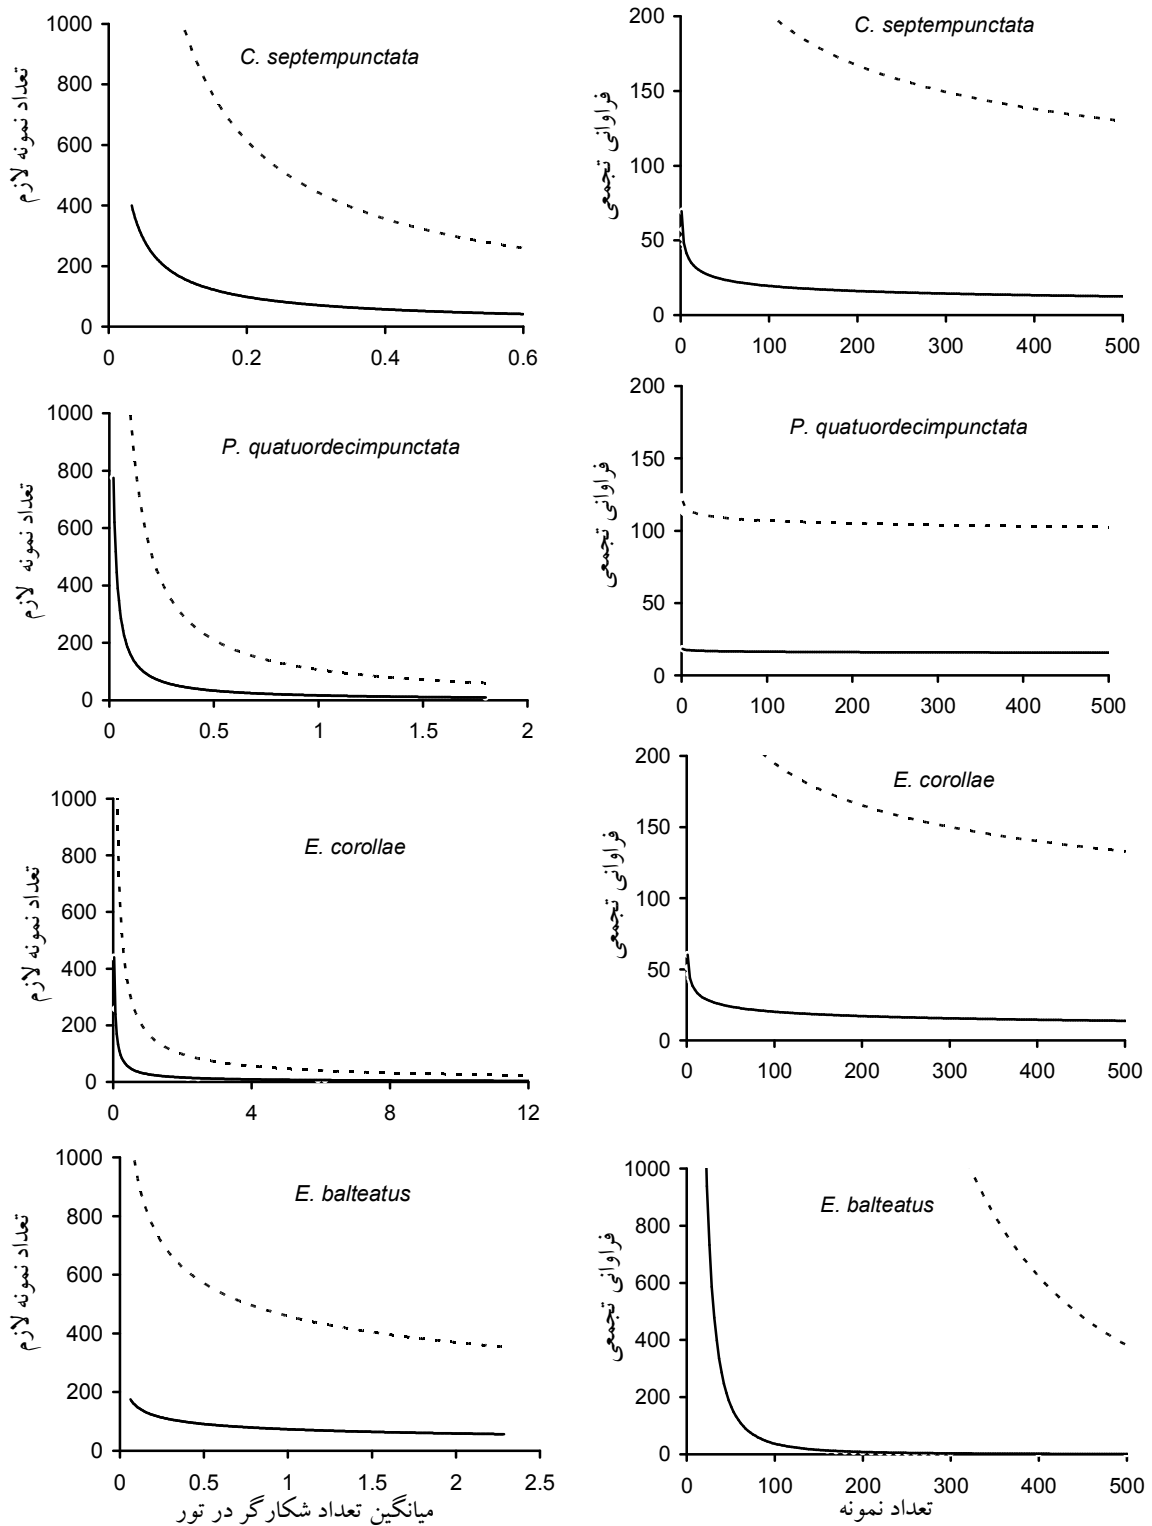 C. septempunctata
تعداد نمونه لازم
1000
800
600
400
200
0
0 0.2 0.4 0.6
C. septempunctata
فراوانی تجمعی
200
150
100
50
0
0 100 200 300 400 500
P. quatuordecimpunctata
تعداد نمونه لازم
1000
800
600
400
200
0
0 0.5 1 1.5 2
P. quatuordecimpunctata
فراوانی تجمعی
200
150
100
50
0
0 100 200 300 400 500
E. corollae
تعداد نمونه لازم
1000
800
600
400
200
0
0 4 8 12
E. corollae
فراوانی تجمعی
200
150
100
50
0
0 100 200 300 400 500
E. balteatus
تعداد نمونه لازم
1000
800
600
400
200
0
0 0.5 1 1.5 2 2.5
میانگین تعداد شکارگر در تور
E. balteatus
فراوانی تجمعی
1000
800
600
400
200
0
0 100 200 300 400 500
تعداد نمونه